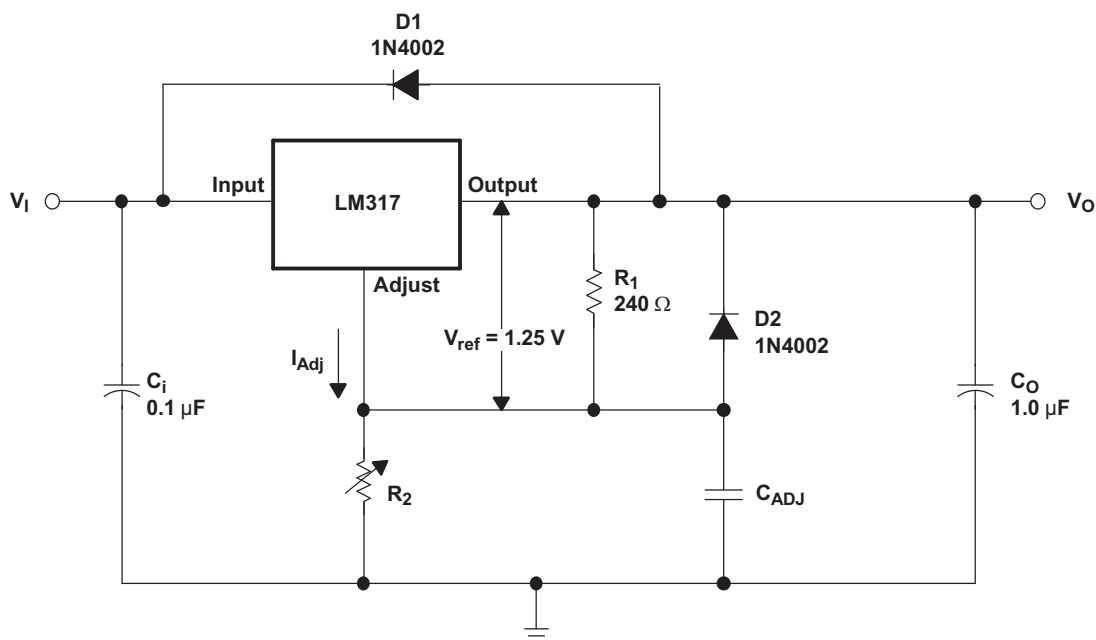 D1
1N4002
Input
LM317
Output
VI
VO
Adjust
R1
240 Ω
D2
1N4002
Vref = 1.25 V
IAdj
Ci
0.1 µF
CO
1.0 µF
R2
CADJ